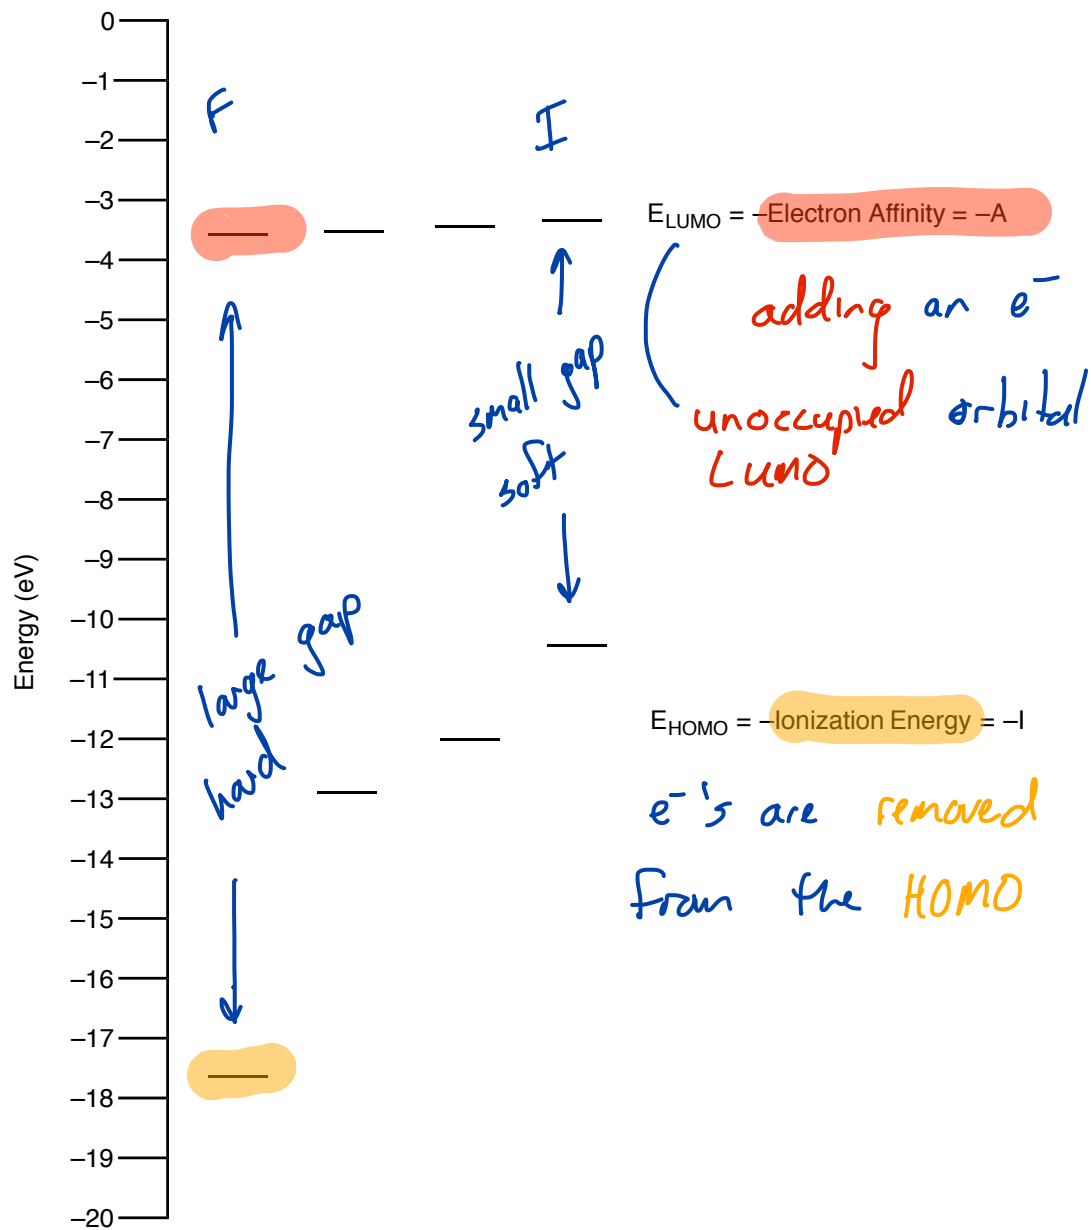 0
–1
–2
–3
–4
–5
–6
–7
–8
–9
–10
–11
–12
–13
–14
–15
–16
–17
–18
–19
–20
Energy (eV)
F
I
large gap
hard
small gap
soft
E_LUMO = –Electron Affinity = –A
adding an e⁻
unoccupied orbital
LUMO
E_HOMO = –Ionization Energy = –I
e⁻'s are removed
from the HOMO